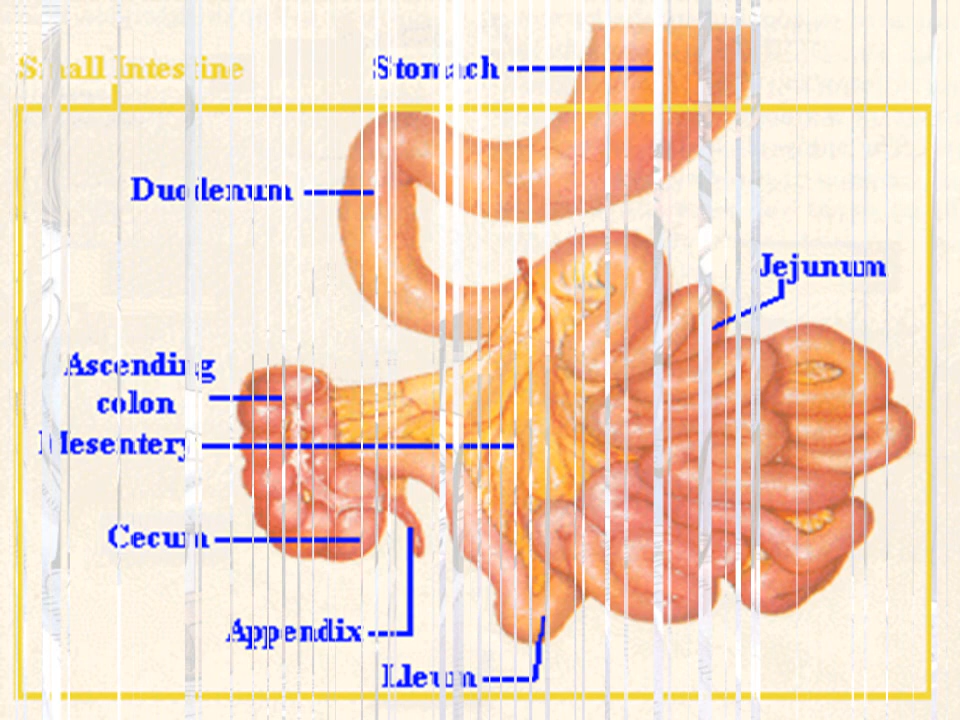 Small Intestine
Stomach
Duodenum
Jejunum
Ascending
colon
Mesentery
Cecum
Appendix
Ileum